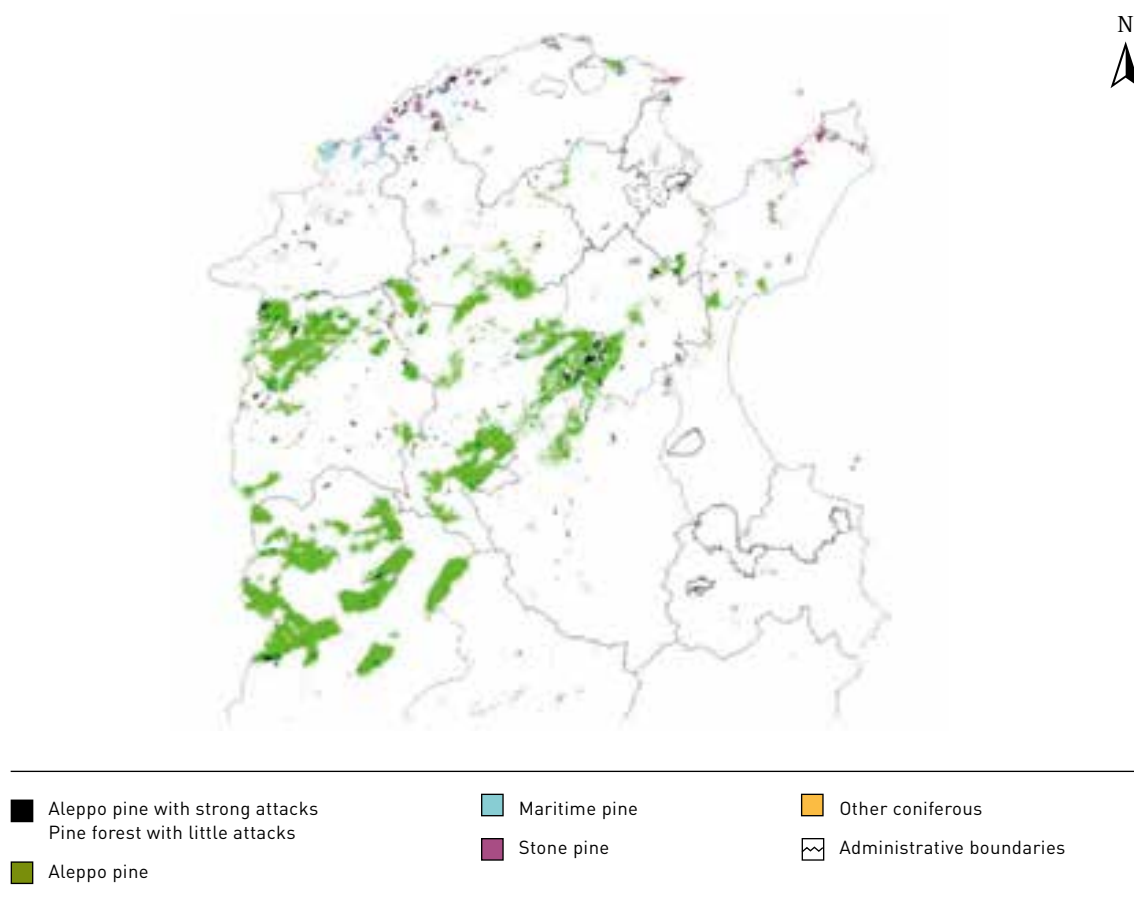 N
Aleppo pine with strong attacks
Pine forest with little attacks
Aleppo pine
Maritime pine
Stone pine
Other coniferous
Administrative boundaries